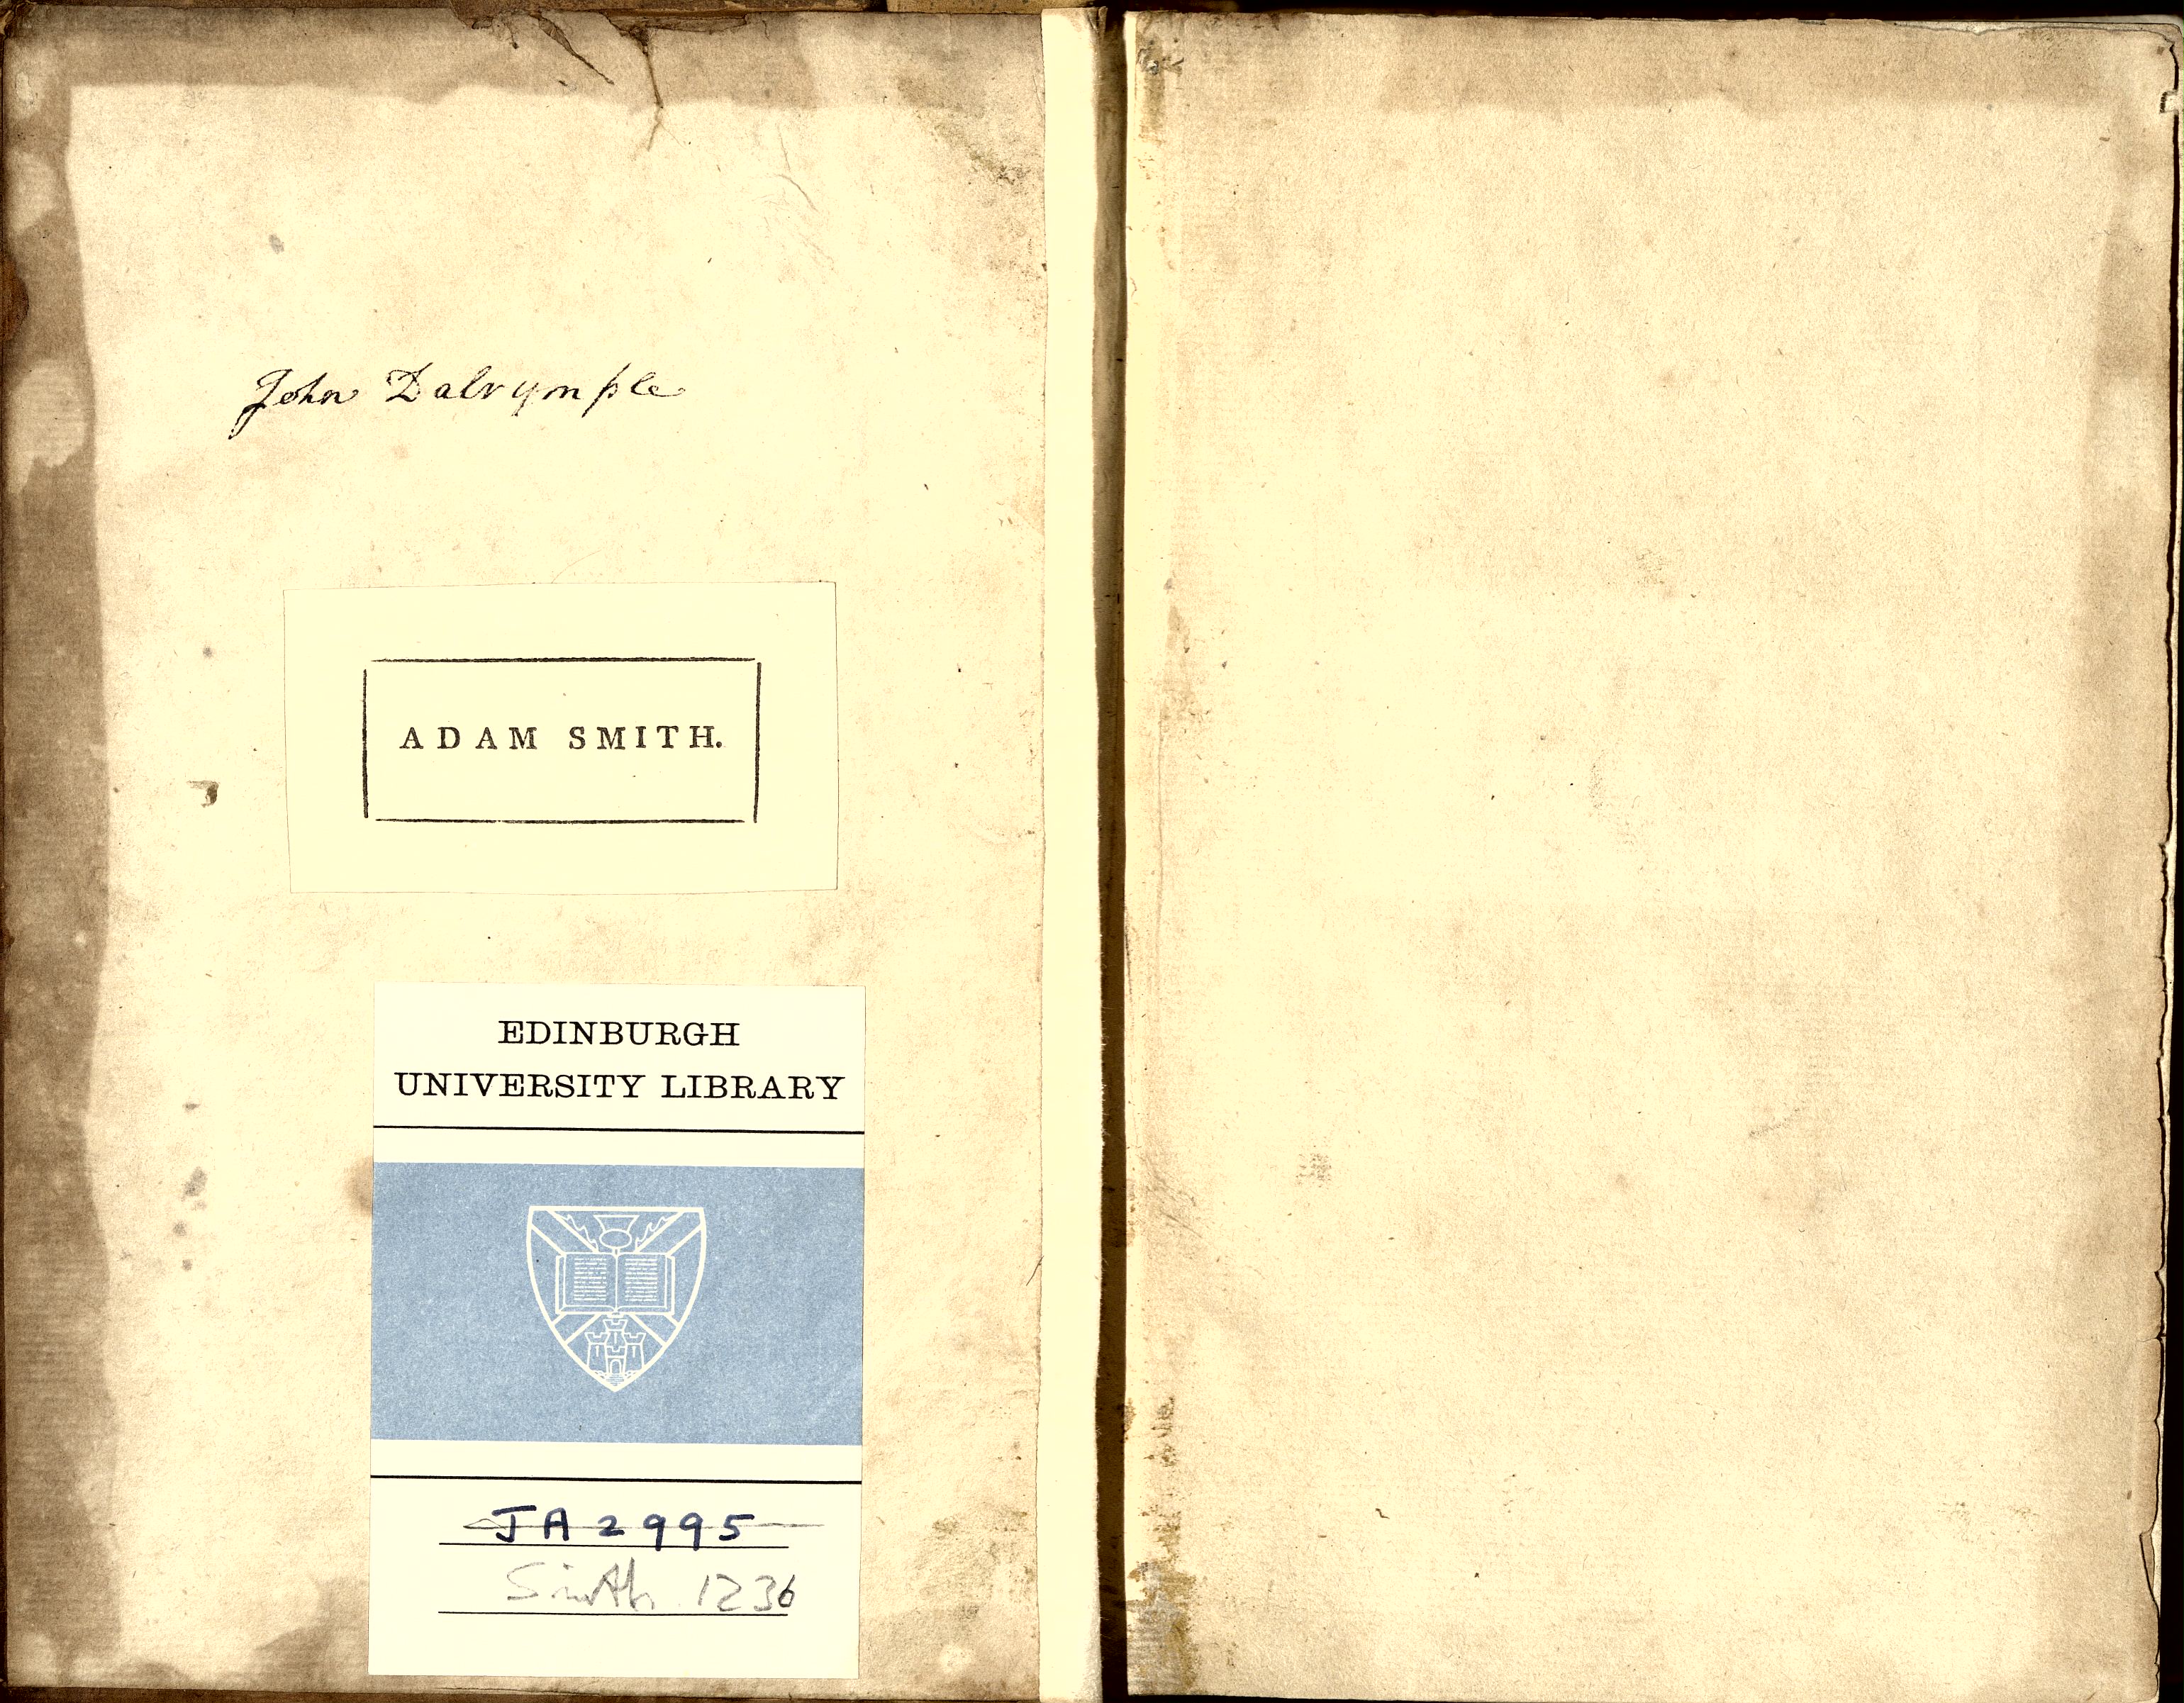 John Dalrymple
ADAM SMITH.
EDINBURGH
UNIVERSITY LIBRARY
JA 2995
Smith 1236